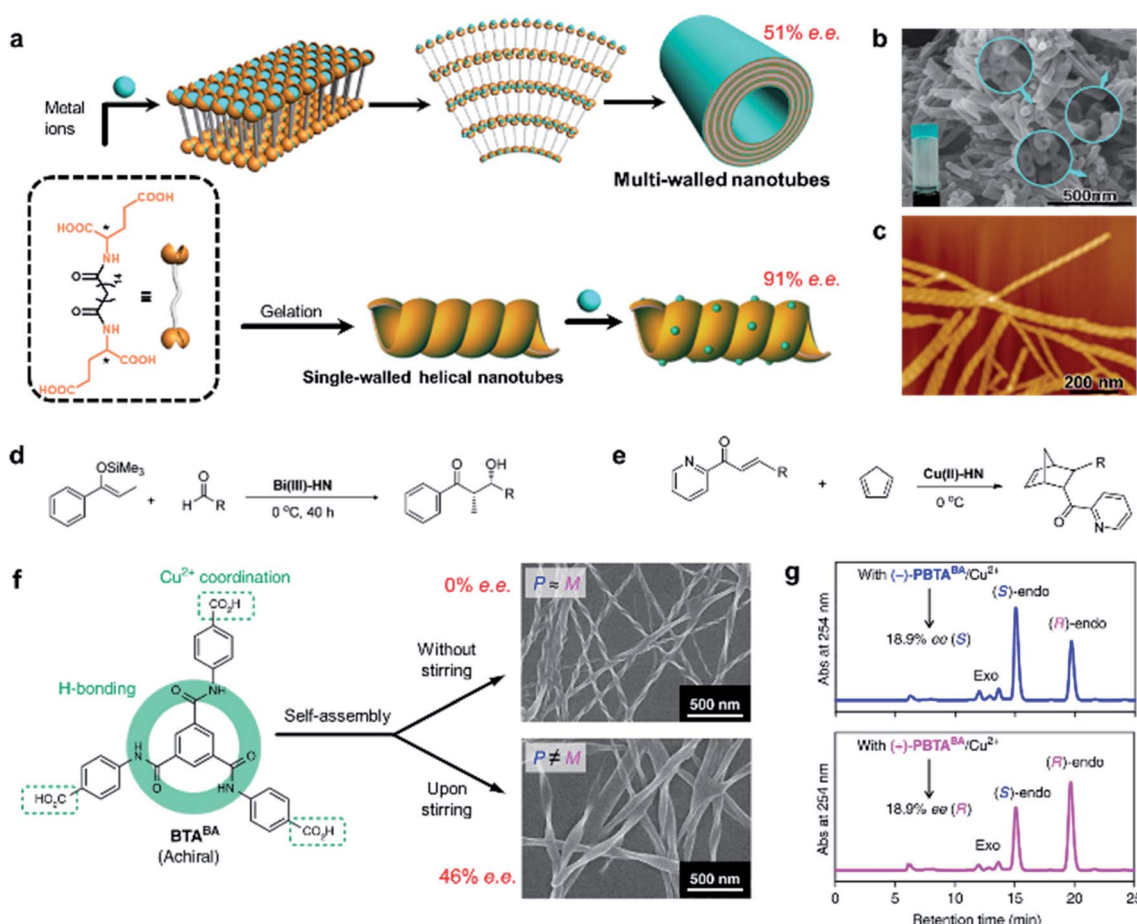 a
Metal
ions
51% e.e.
Multi-walled nanotubes
COOH
HOOC
*
NH
O
14
O
NH
*
COOH
HOOC
≡
Gelation
Single-walled helical nanotubes
91% e.e.
b
500nm
c
200 nm
d
OSiMe3
+
O
H
R
Bi(III)-HN
0 °C, 40 h
O
OH
R
e
N
O
R
+
Cu(II)-HN
0 °C
R
O
N
f
Cu2+ coordination
CO2H
H-bonding
O
NH
O
NH
O
HN
HO2C
CO2H
BTABA
(Achiral)
Self-assembly
0% e.e.
Without
stirring
Upon
stirring
46% e.e.
P ≈ M
500 nm
P ≠ M
500 nm
g
Abs at 254 nm
With (−)-PBTABA/Cu2+
18.9% ee (S)
(S)-endo
(R)-endo
Exo
Abs at 254 nm
With (+)-PBTABA/Cu2+
18.9% ee (R)
(S)-endo
(R)-endo
Exo
0 5 10 15 20 25
Retention time (min)